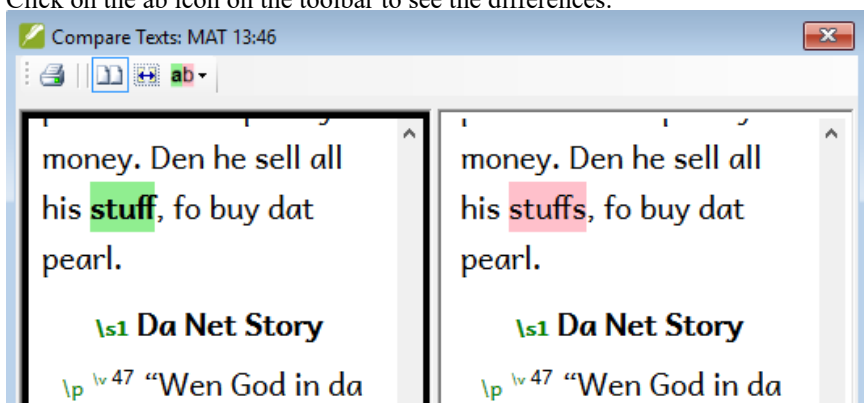 Click on the ab icon on the toolbar to see the differences.
Compare Texts: MAT 13:46
ab
money. Den he sell all
his stuff, fo buy dat
pearl.
\s1 Da Net Story
\p \v 47 “Wen God in da
money. Den he sell all
his stuffs, fo buy dat
pearl.
\s1 Da Net Story
\p \v 47 “Wen God in da